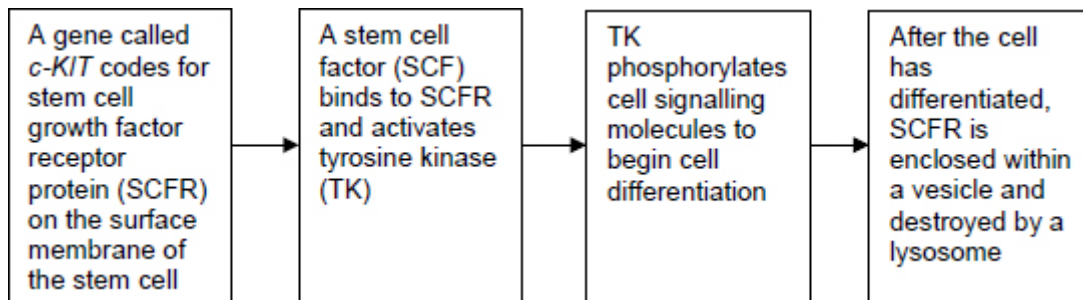 A gene called
c-KIT codes for
stem cell
growth factor
receptor
protein (SCFR)
on the surface
membrane of
the stem cell
A stem cell
factor (SCF)
binds to SCFR
and activates
tyrosine kinase
(TK)
TK
phosphorylates
cell signalling
molecules to
begin cell
differentiation
After the cell
has
differentiated,
SCFR is
enclosed within
a vesicle and
destroyed by a
lysosome